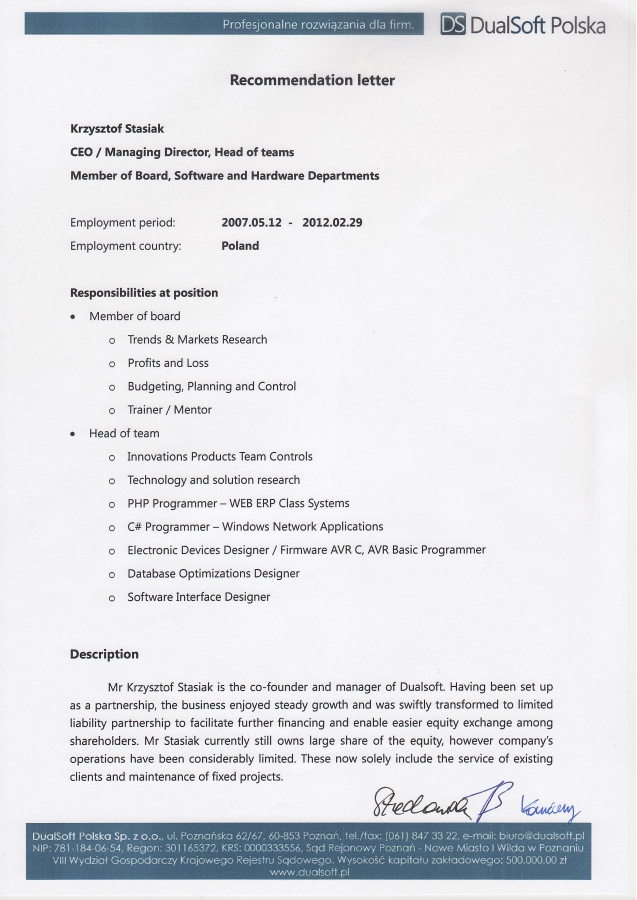 Profesjonalne rozwiązania dla firm.
DS DualSoft Polska
Recommendation letter
Krzysztof Stasiak
CEO / Managing Director, Head of teams
Member of Board, Software and Hardware Departments
Employment period: 2007.05.12 - 2012.02.29
Employment country: Poland
Responsibilities at position
• Member of board
o Trends & Markets Research
o Profits and Loss
o Budgeting, Planning and Control
o Trainer / Mentor
• Head of team
o Innovations Products Team Controls
o Technology and solution research
o PHP Programmer – WEB ERP Class Systems
o C# Programmer – Windows Network Applications
o Electronic Devices Designer / Firmware AVR C, AVR Basic Programmer
o Database Optimizations Designer
o Software Interface Designer
Description
Mr Krzysztof Stasiak is the co-founder and manager of Dualsoft. Having been set up
as a partnership, the business enjoyed steady growth and was swiftly transformed to limited
liability partnership to facilitate further financing and enable easier equity exchange among
shareholders. Mr Stasiak currently still owns large share of the equity, however company's
operations have been considerably limited. These now solely include the service of existing
clients and maintenance of fixed projects.
DualSoft Polska Sp. z o.o., ul. Poznańska 62/67, 60-853 Poznań, tel./fax: (061) 847 33 22, e-mail: biuro@dualsoft.pl
NIP: 781-184-06-54, Regon: 301165372, KRS: 0000333556, Sąd Rejonowy Poznań - Nowe Miasto I Wilda w Poznaniu
VIII Wydział Gospodarczy Krajowego Rejestru Sądowego. Wysokość kapitału zakładowego: 500.000,00 zł
www.dualsoft.pl